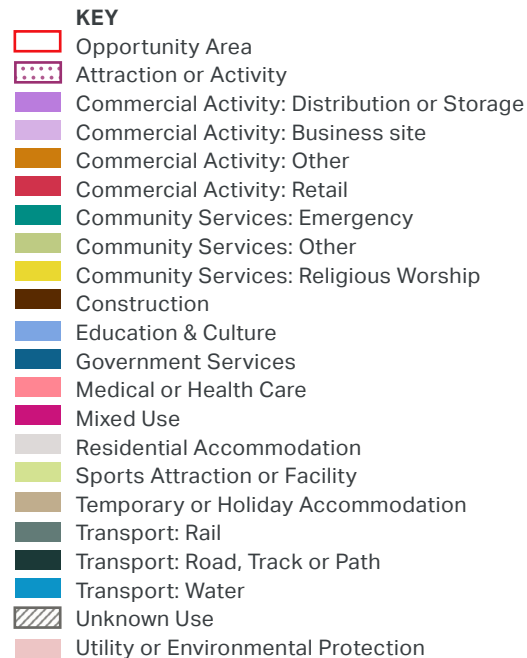 KEY
Opportunity Area
Attraction or Activity
Commercial Activity: Distribution or Storage
Commercial Activity: Business site
Commercial Activity: Other
Commercial Activity: Retail
Community Services: Emergency
Community Services: Other
Community Services: Religious Worship
Construction
Education & Culture
Government Services
Medical or Health Care
Mixed Use
Residential Accommodation
Sports Attraction or Facility
Temporary or Holiday Accommodation
Transport: Rail
Transport: Road, Track or Path
Transport: Water
Unknown Use
Utility or Environmental Protection